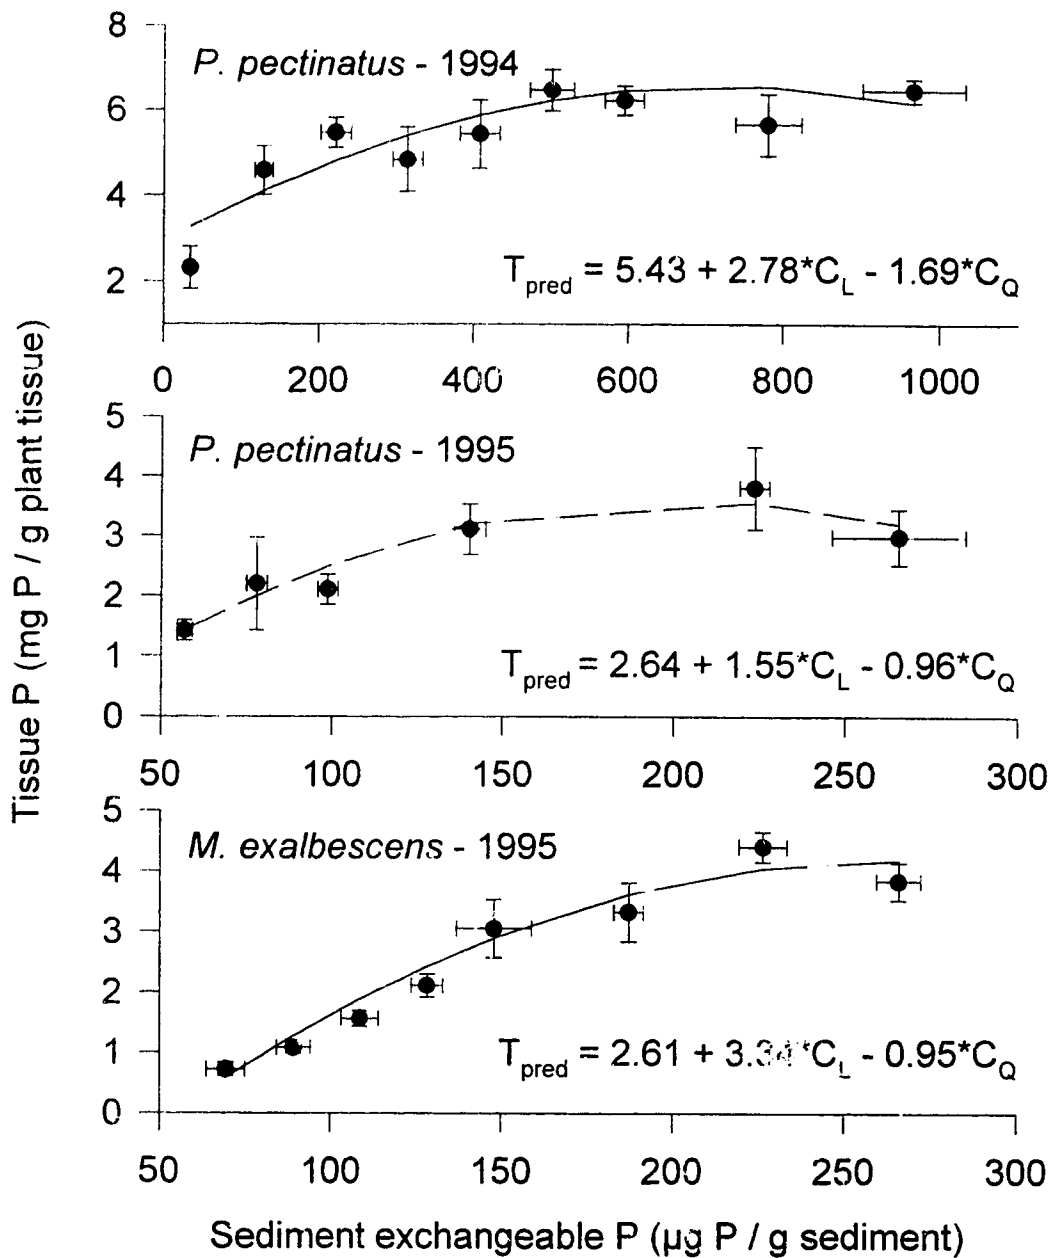 Tissue P (mg P / g plant tissue)
8
6
4
2
P. pectinatus - 1994
T_pred = 5.43 + 2.78*C_L - 1.69*C_Q
0 200 400 600 800 1000
5
4
3
2
1
0
P. pectinatus - 1995
T_pred = 2.64 + 1.55*C_L - 0.96*C_Q
50 100 150 200 250 300
5
4
3
2
1
0
M. exalbescens - 1995
T_pred = 2.61 + 3.34*C_L - 0.95*C_Q
50 100 150 200 250 300
Sediment exchangeable P (µg P / g sediment)